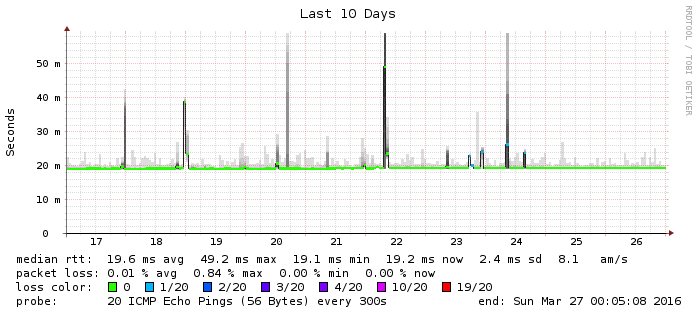 Last 10 Days
RRDTOOL / TOBI OETIKER
Seconds
50 m
40 m
30 m
20 m
10 m
0
17 18 19 20 21 22 23 24 25 26
median rtt: 19.6 ms avg 49.2 ms max 19.1 ms min 19.2 ms now 2.4 ms sd 8.1 am/s
packet loss: 0.01 % avg 0.84 % max 0.00 % min 0.00 % now
loss color: 0 1/20 2/20 3/20 4/20 10/20 19/20
probe: 20 ICMP Echo Pings (56 Bytes) every 300s end: Sun Mar 27 00:05:08 2016